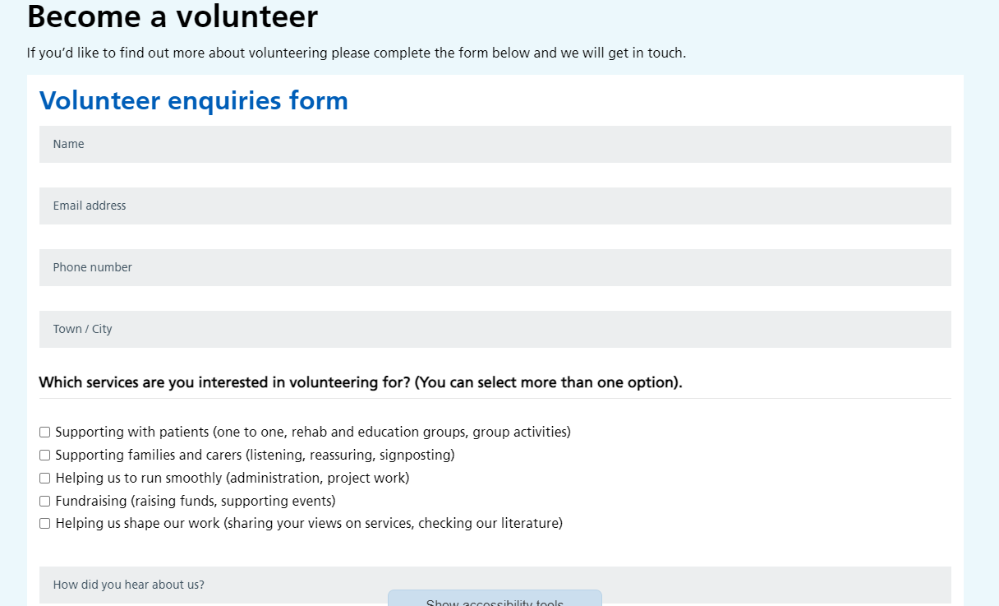 Become a volunteer
If you’d like to find out more about volunteering please complete the form below and we will get in touch.
Volunteer enquiries form
Name
Email address
Phone number
Town / City
Which services are you interested in volunteering for? (You can select more than one option).
Supporting with patients (one to one, rehab and education groups, group activities)
Supporting families and carers (listening, reassuring, signposting)
Helping us to run smoothly (administration, project work)
Fundraising (raising funds, supporting events)
Helping us shape our work (sharing your views on services, checking our literature)
How did you hear about us?
Show accessibility tools